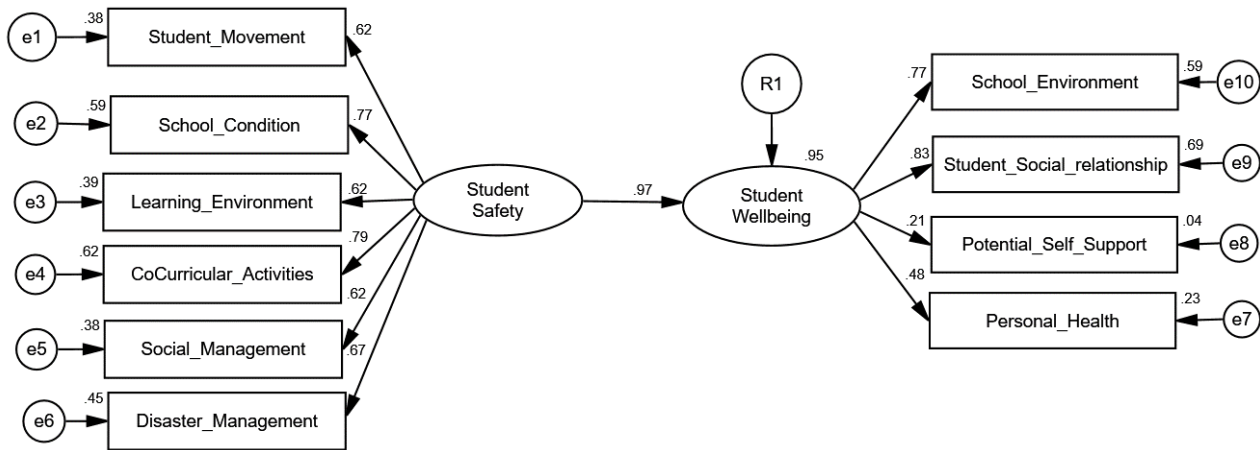 e1
.38
Student_Movement
.62
e2
.59
School_Condition
.77
e3
.39
Learning_Environment
.62
e4
.62
CoCurricular_Activities
.79
e5
.38
Social_Management
.62
e6
.45
Disaster_Management
.67
Student
Safety
.97
R1
.95
Student
Wellbeing
.77
School_Environment
.59
e10
.83
Student_Social_relationship
.69
e9
.21
Potential_Self_Support
.04
e8
.48
Personal_Health
.23
e7